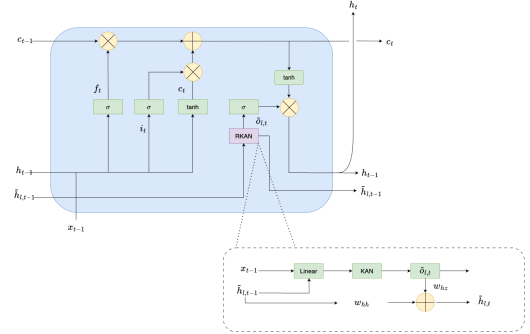 h_t
c_{t-1}
c_t
tanh
f_t
c_t
σ
σ
tanh
σ
i_t
õ_{l,t}
RKAN
h_{t-1}
h_{t-1}
h̃_{l,t-1}
h̃_{l,t-1}
x_{t-1}
x_{t-1}
Linear
KAN
õ_{l,t}
h̃_{l,t-1}
w_{hz}
w_{hh}
h̃_{l,t}